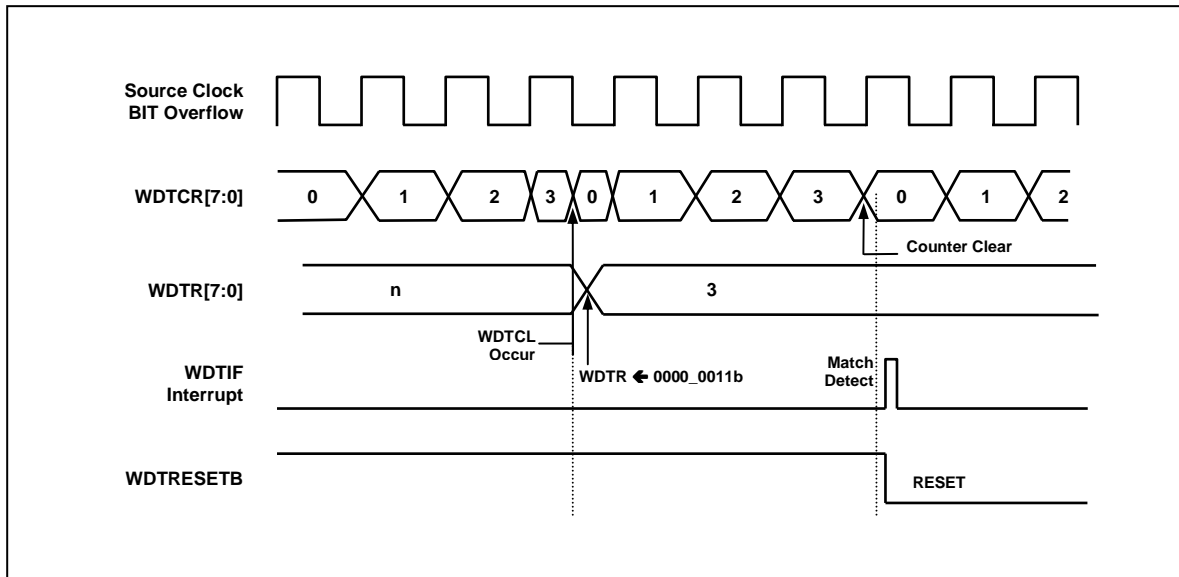 Source Clock
BIT Overflow
WDTCR[7:0]
0 1 2 3 0 1 2 3 0 1 2
Counter Clear
WDTR[7:0]
n 3
WDTCL
Occur
WDTR ← 0000_0011b
Match
Detect
WDTIF
Interrupt
WDTRESETB
RESET